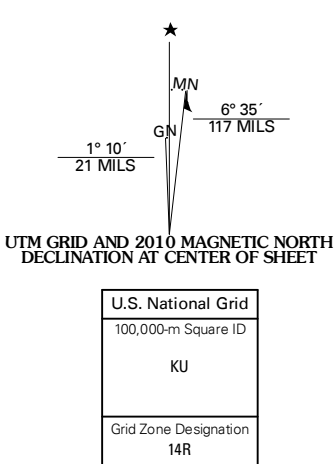 MN
6° 35´
117 MILS
GN
1° 10´
21 MILS
UTM GRID AND 2010 MAGNETIC NORTH
DECLINATION AT CENTER OF SHEET
U.S. National Grid
100,000-m Square ID
KU
Grid Zone Designation
14R